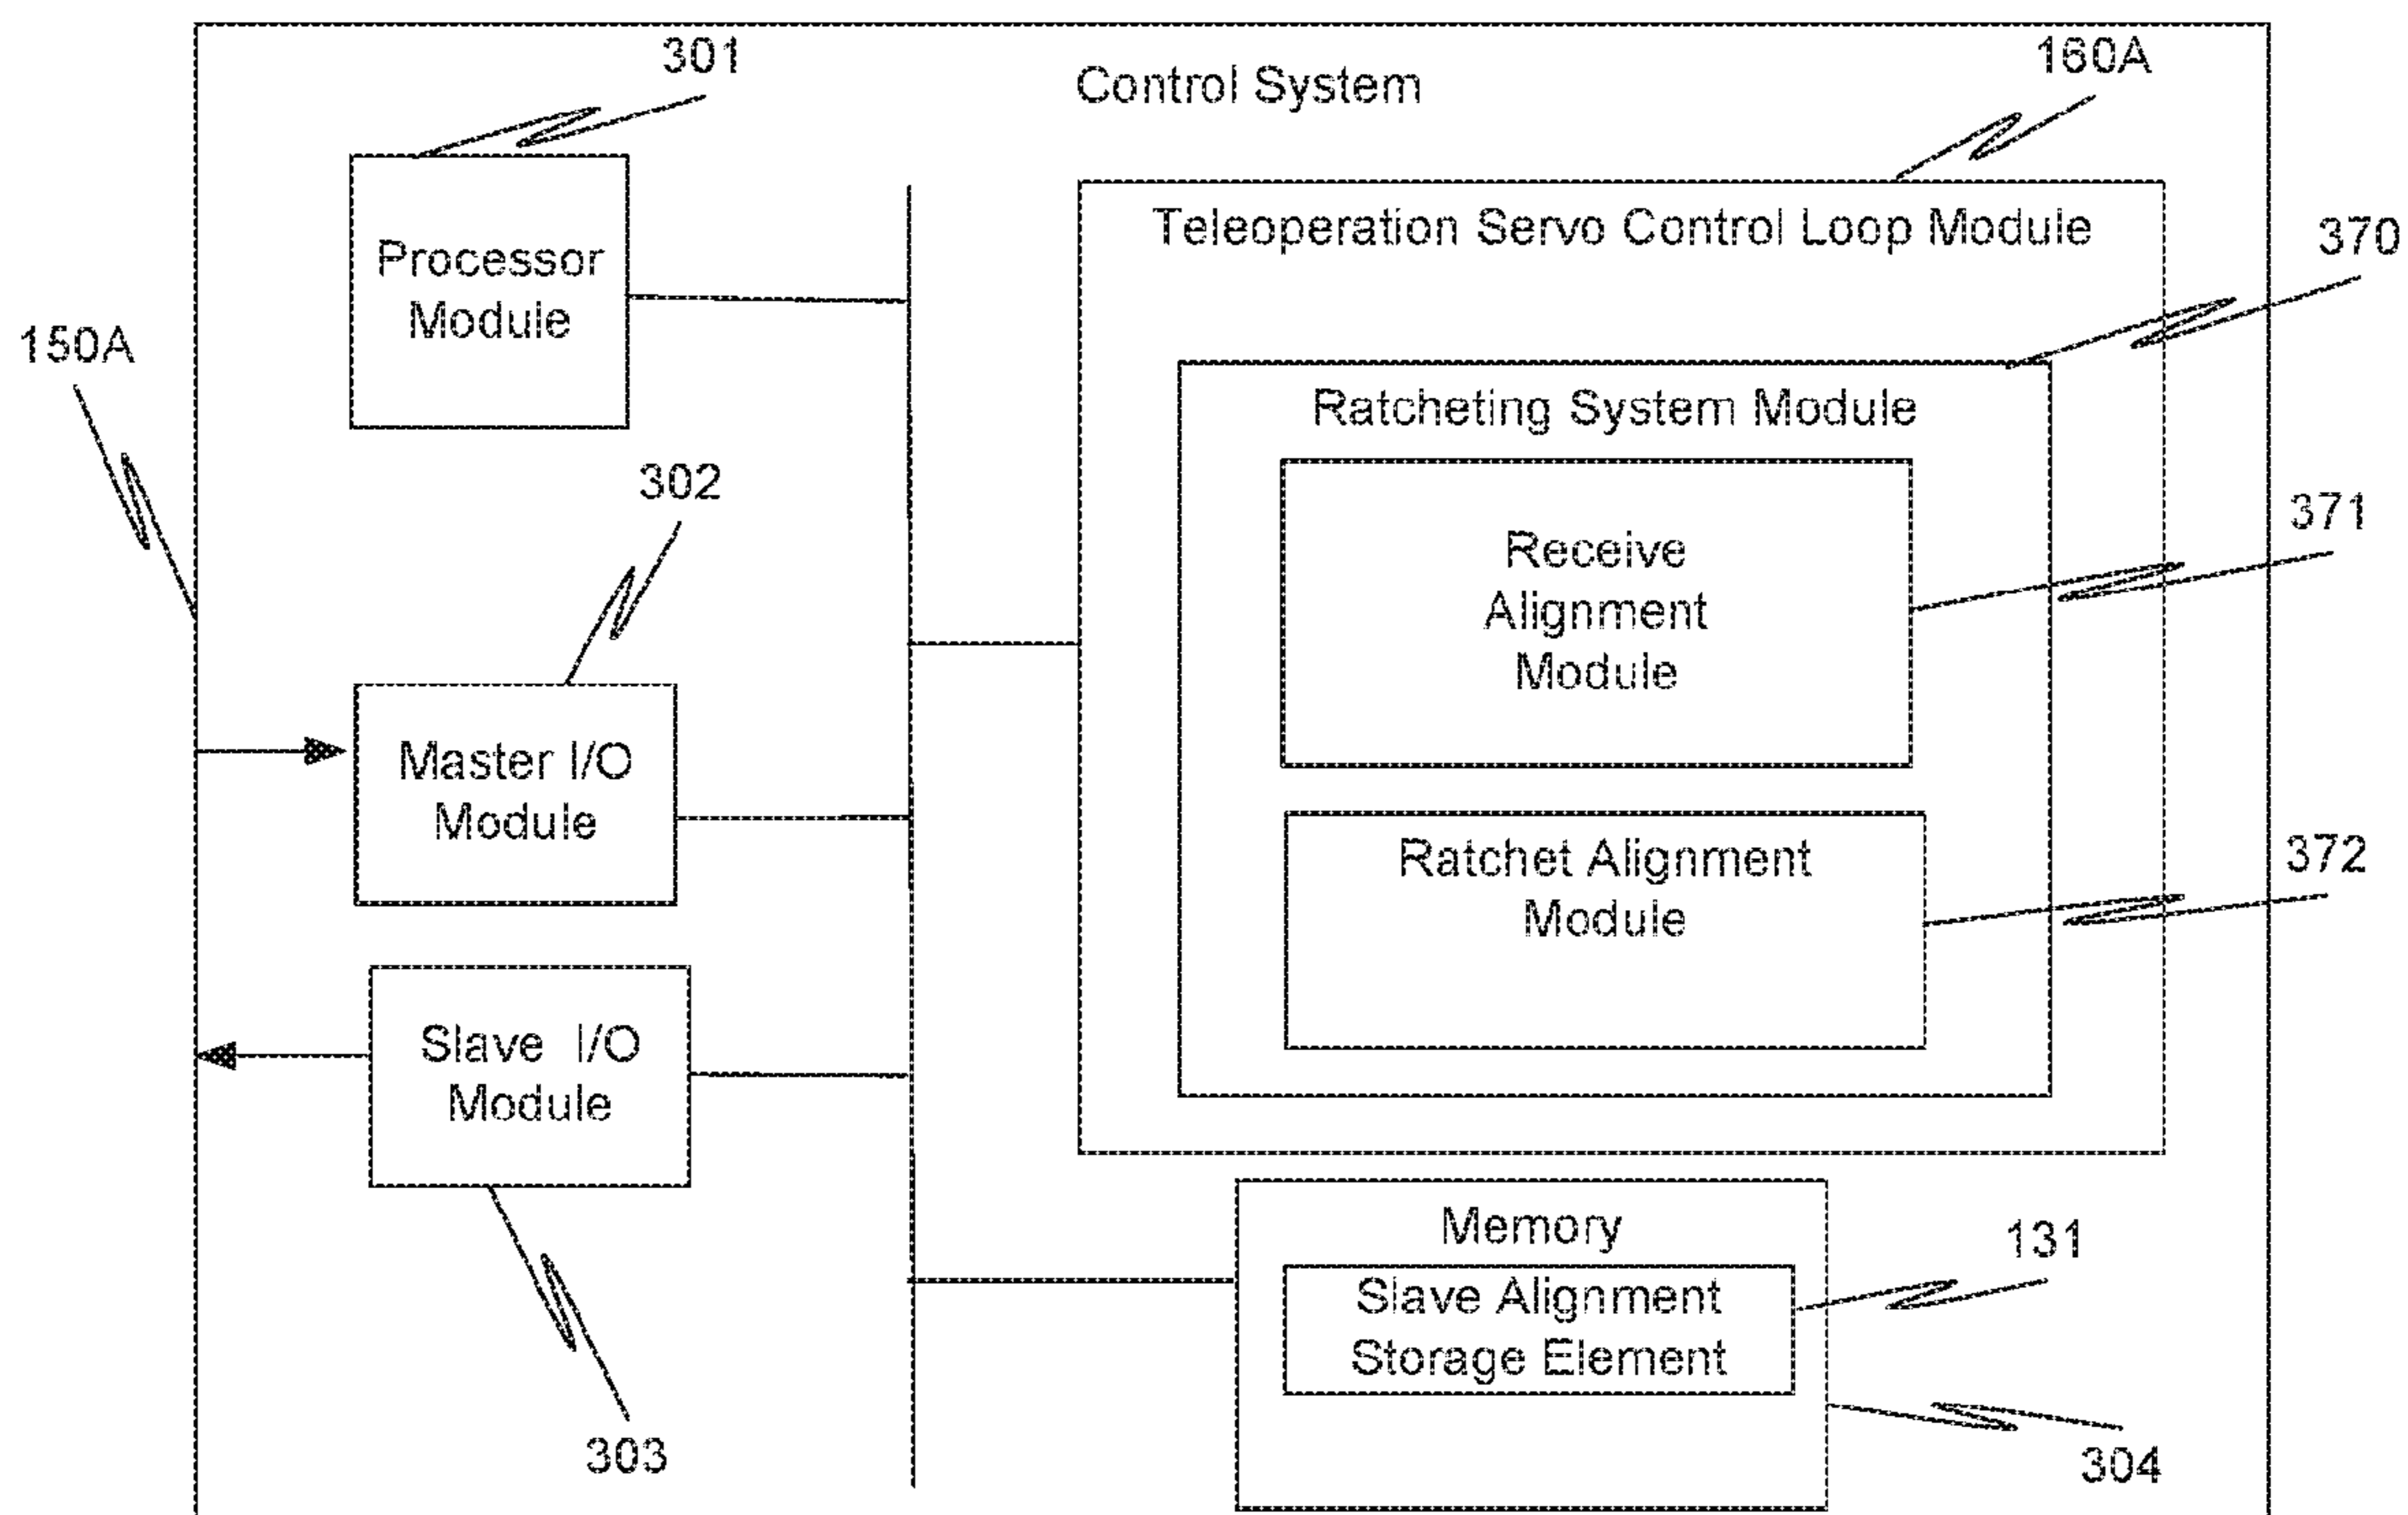 301
Control System
160A
Processor
Module
Teleoperation Servo Control Loop Module
370
150A
Ratcheting System Module
302
Receive
Alignment
Module
371
Master I/O
Module
Ratchet Alignment
Module
372
Slave I/O
Module
Memory
131
Slave Alignment
Storage Element
303
304